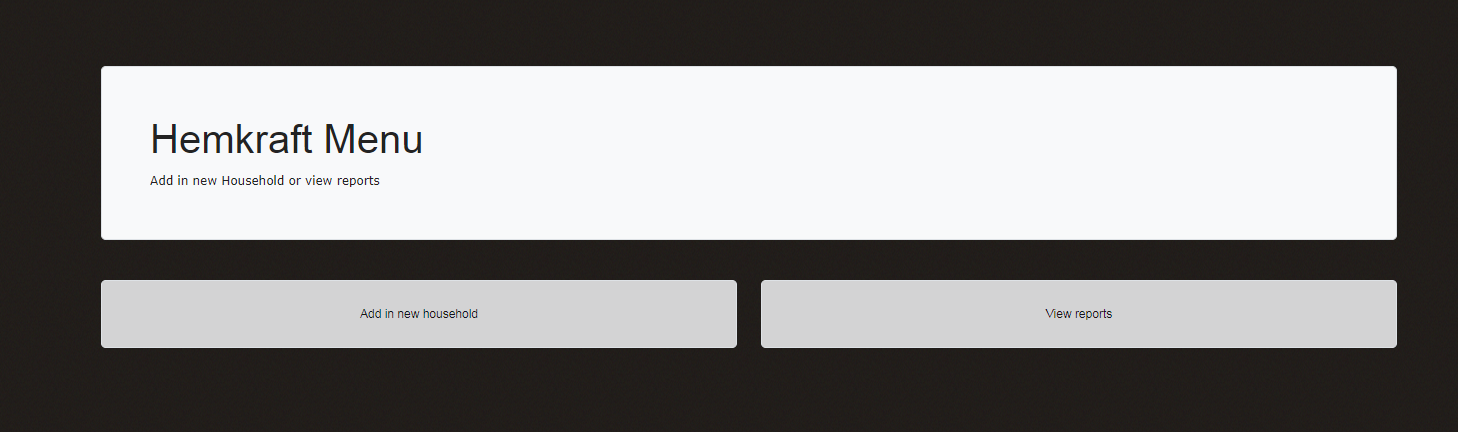 Hemkraft Menu
Add in new Household or view reports
Add in new household
View reports